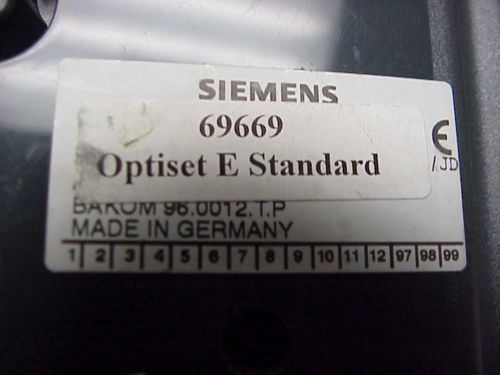 SIEMENS
69669
Optiset E Standard
CE
/JD
BAKOM 96.0012.T.P
MADE IN GERMANY
1 2 3 4 5 6 7 8 9 10 11 12 97 98 99